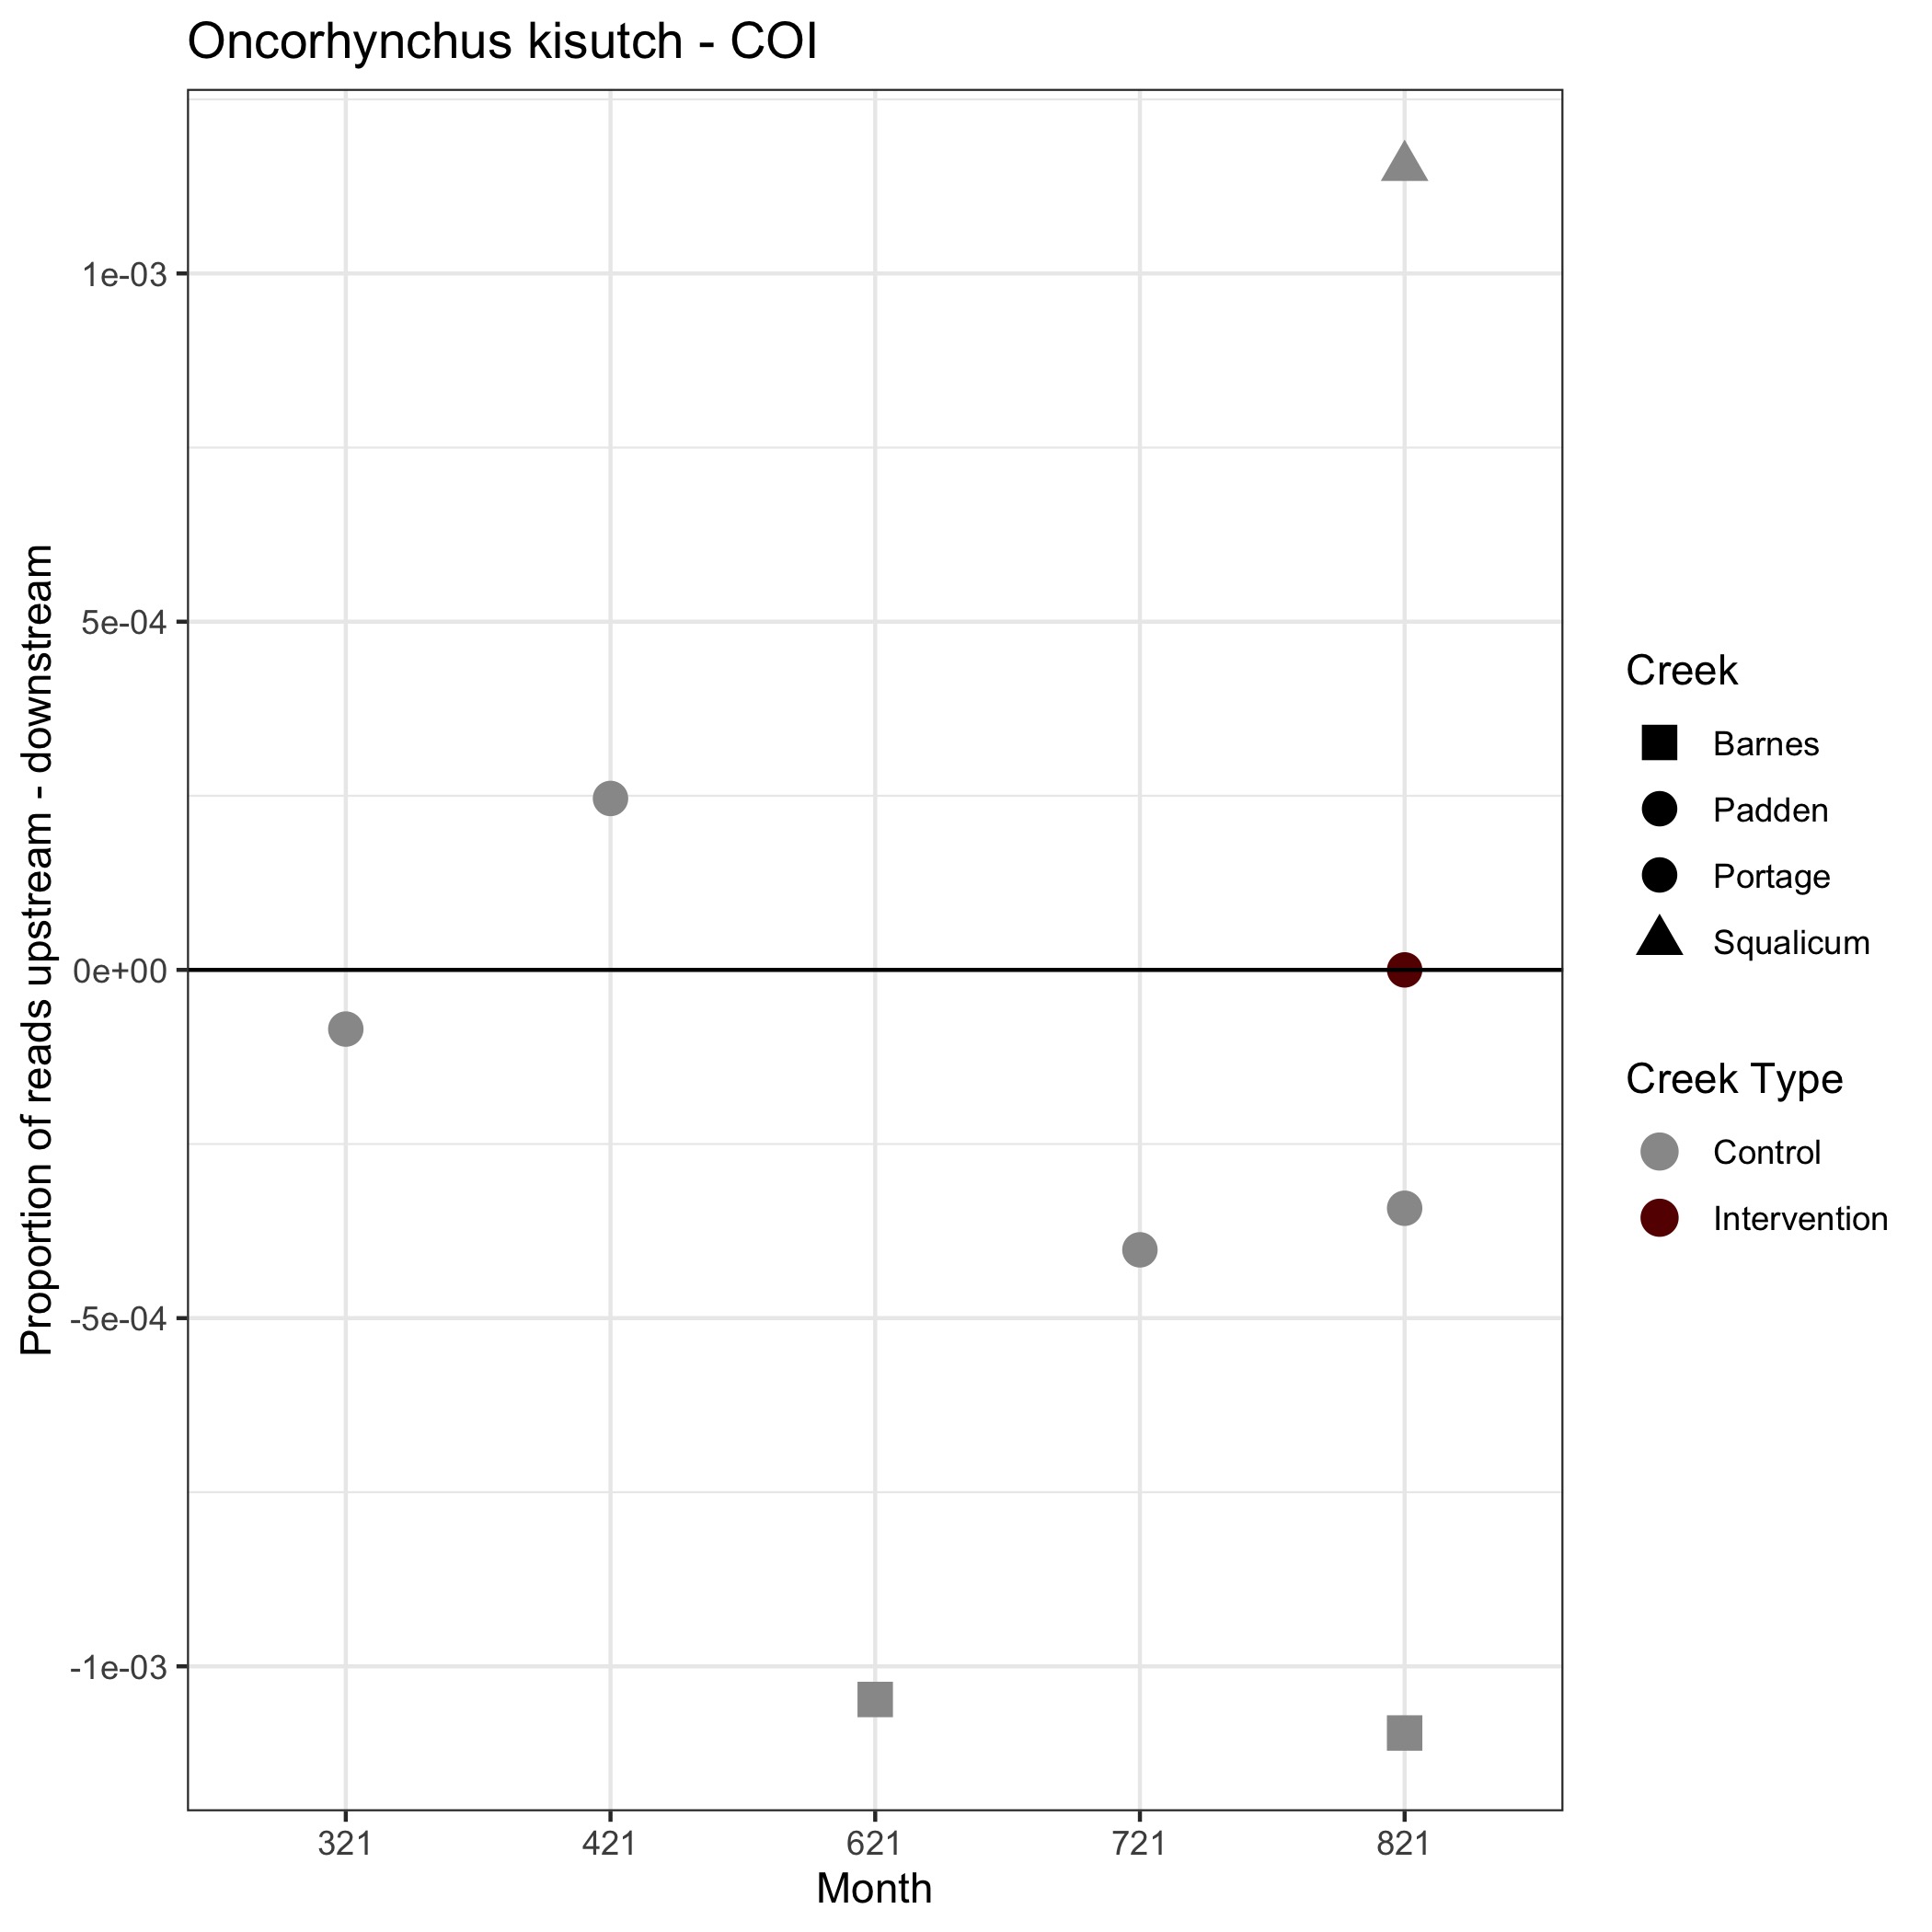 Oncorhynchus kisutch - COI
Proportion of reads upstream - downstream
1e-03
5e-04
0e+00
-5e-04
-1e-03
321 421 621 721 821
Month
Creek
Barnes
Padden
Portage
Squalicum
Creek Type
Control
Intervention